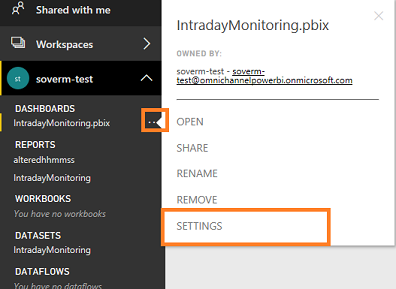 Shared with me
Workspaces
st soverm-test
DASHBOARDS
IntradayMonitoring.pbix
...
REPORTS
alteredhhmmss
IntradayMonitoring
WORKBOOKS
You have no workbooks
DATASETS
IntradayMonitoring
DATAFLOWS
You have no dataflows
IntradayMonitoring.pbix
OWNED BY:
soverm-test - soverm-
test@omnichannelpowerbi.onmicrosoft.com
OPEN
SHARE
RENAME
REMOVE
SETTINGS